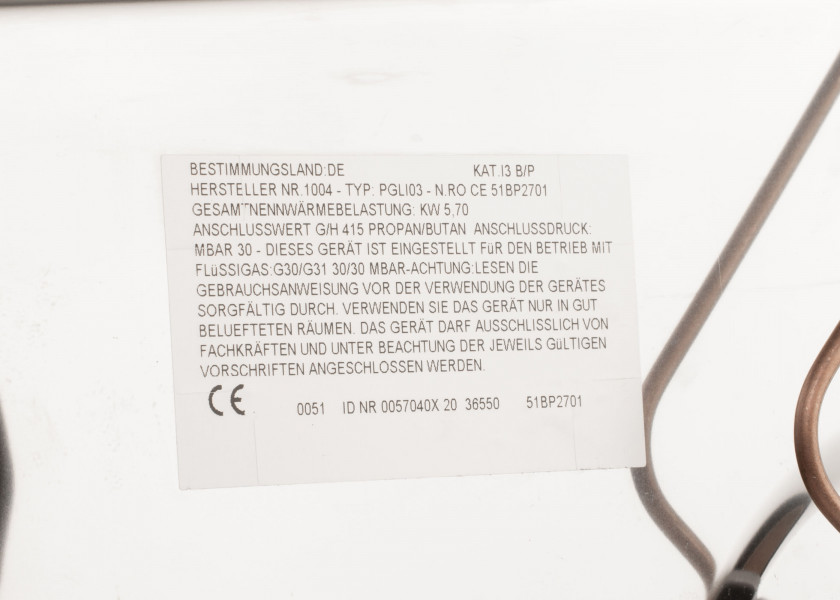 BESTIMMUNGSLAND:DE KAT.I3 B/P
HERSTELLER NR.1004 - TYP: PGLI03 - N.RO CE 51BP2701
GESAMTNENNWÄRMEBELASTUNG: KW 5,70
ANSCHLUSSWERT G/H 415 PROPAN/BUTAN ANSCHLUSSDRUCK:
MBAR 30 - DIESES GERÄT IST EINGESTELLT FüR DEN BETRIEB MIT
FLüSSIGAS:G30/G31 30/30 MBAR-ACHTUNG:LESEN DIE
GEBRAUCHSANWEISUNG VOR DER VERWENDUNG DER GERÄTES
SORGFÄLTIG DURCH. VERWENDEN SIE DAS GERÄT NUR IN GUT
BELUEFTETEN RÄUMEN. DAS GERÄT DARF AUSSCHLISSLICH VON
FACHKRÄFTEN UND UNTER BEACHTUNG DER JEWEILS GüLTIGEN
VORSCHRIFTEN ANGESCHLOSSEN WERDEN.
CE 0051 ID NR 0057040X 20 36550 51BP2701